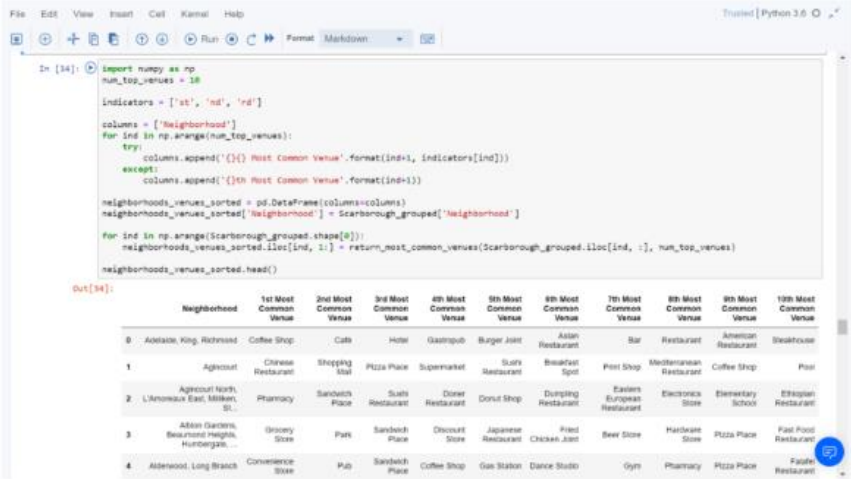 File Edit View Insert Cell Kernel Help Trusted | Python 3.6
Run Format Markdown
In [34]:
import numpy as np
num_top_venues = 10
indicators = ['st', 'nd', 'rd']
columns = ['Neighborhood']
for ind in np.arange(num_top_venues):
try:
columns.append('{}{} Most Common Venue'.format(ind+1, indicators[ind]))
except:
columns.append('{}th Most Common Venue'.format(ind+1))
neighborhoods_venues_sorted = pd.DataFrame(columns=columns)
neighborhoods_venues_sorted['Neighborhood'] = Scarborough_grouped['Neighborhood']
for ind in np.arange(Scarborough_grouped.shape[0]):
neighborhoods_venues_sorted.iloc[ind, 1:] = return_most_common_venues(Scarborough_grouped.iloc[ind, :], num_top_venues)
neighborhoods_venues_sorted.head()
Out[34]:
Neighborhood 1st Most Common Venue 2nd Most Common Venue 3rd Most Common Venue 4th Most Common Venue 5th Most Common Venue 6th Most Common Venue 7th Most Common Venue 8th Most Common Venue 9th Most Common Venue 10th Most Common Venue
0 Adelaide, King, Richmond Coffee Shop Café Hotel Gastropub Burger Joint Asian Restaurant Bar Restaurant American Restaurant Steakhouse
1 Agincourt Chinese Restaurant Shopping Mall Pizza Place Supermarket Sushi Restaurant Breakfast Spot Print Shop Mediterranean Restaurant Coffee Shop Pool
2 Agincourt North, L'Amoreaux East, Milliken, St... Pharmacy Sandwich Place Sushi Restaurant Doner Restaurant Donut Shop Dumpling Restaurant Eastern European Restaurant Electronics Store Elementary School Ethiopian Restaurant
3 Albion Gardens, Beaumond Heights, Humbergate, ... Grocery Store Park Sandwich Place Discount Store Japanese Restaurant Fried Chicken Joint Beer Store Hardware Store Pizza Place Fast Food Restaurant
4 Alderwood, Long Branch Convenience Store Pub Sandwich Place Coffee Shop Gas Station Dance Studio Gym Pharmacy Pizza Place Falafel Restaurant